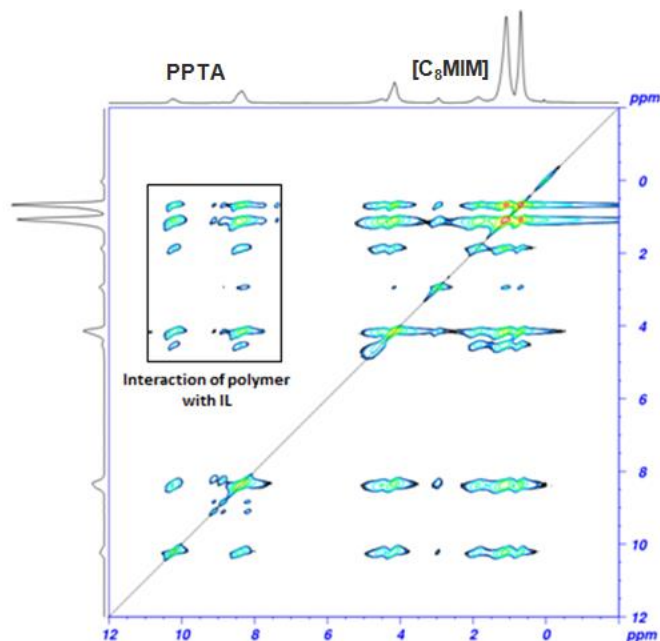 PPTA [C₈MIM]
ppm
0
2
4
6
8
10
12
Interaction of polymer
with IL
12 10 8 6 4 2 0 ppm